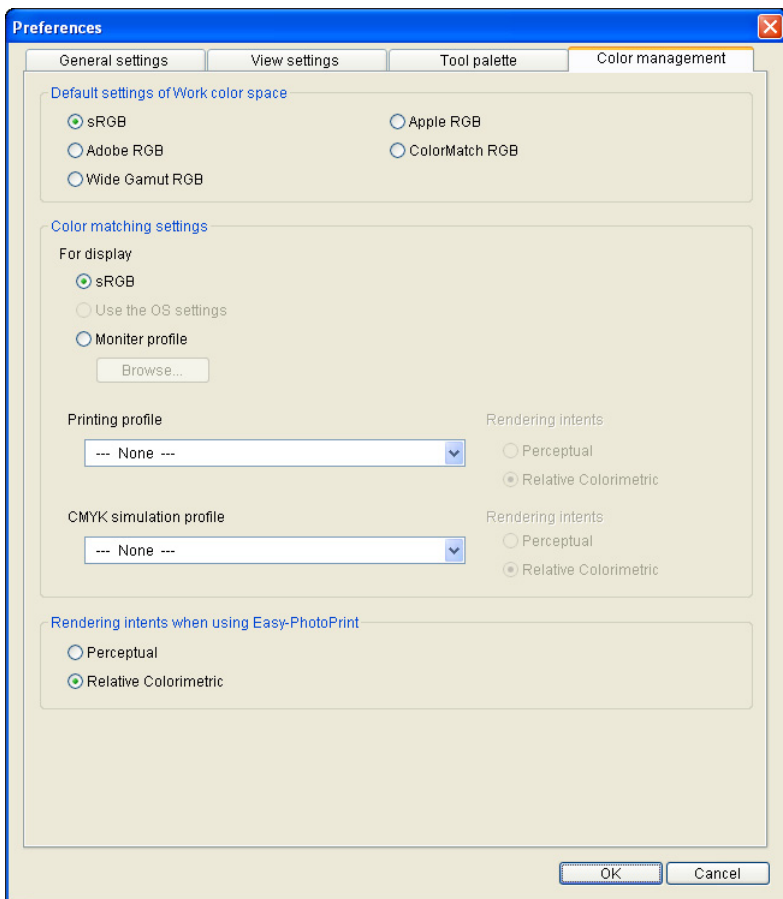 Preferences
General settings
View settings
Tool palette
Color management
Default settings of Work color space
sRGB
Apple RGB
Adobe RGB
ColorMatch RGB
Wide Gamut RGB
Color matching settings
For display
sRGB
Use the OS settings
Moniter profile
Browse...
Printing profile
Rendering intents
--- None ---
Perceptual
Relative Colorimetric
CMYK simulation profile
Rendering intents
--- None ---
Perceptual
Relative Colorimetric
Rendering intents when using Easy-PhotoPrint
Perceptual
Relative Colorimetric
OK
Cancel